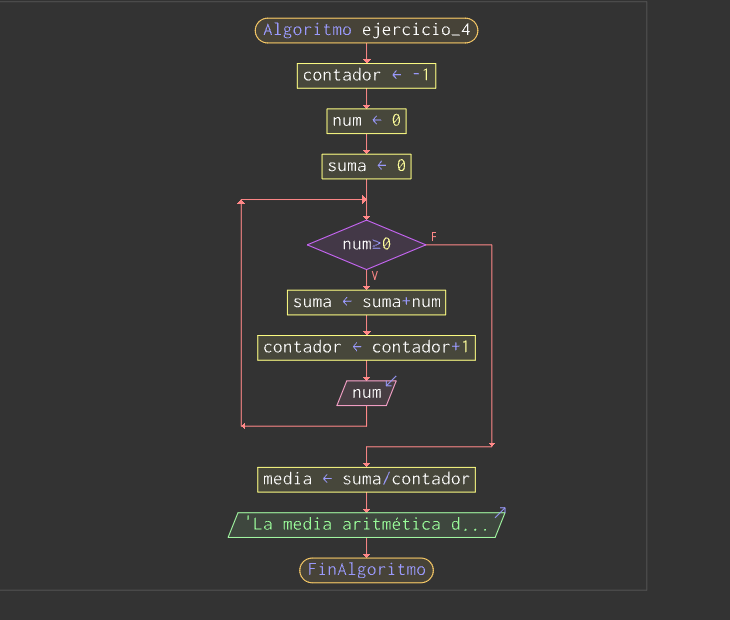 Algoritmo ejercicio_4
contador ← -1
num ← 0
suma ← 0
num≥0
F
V
suma ← suma+num
contador ← contador+1
num
media ← suma/contador
'La media aritmética d...
FinAlgoritmo